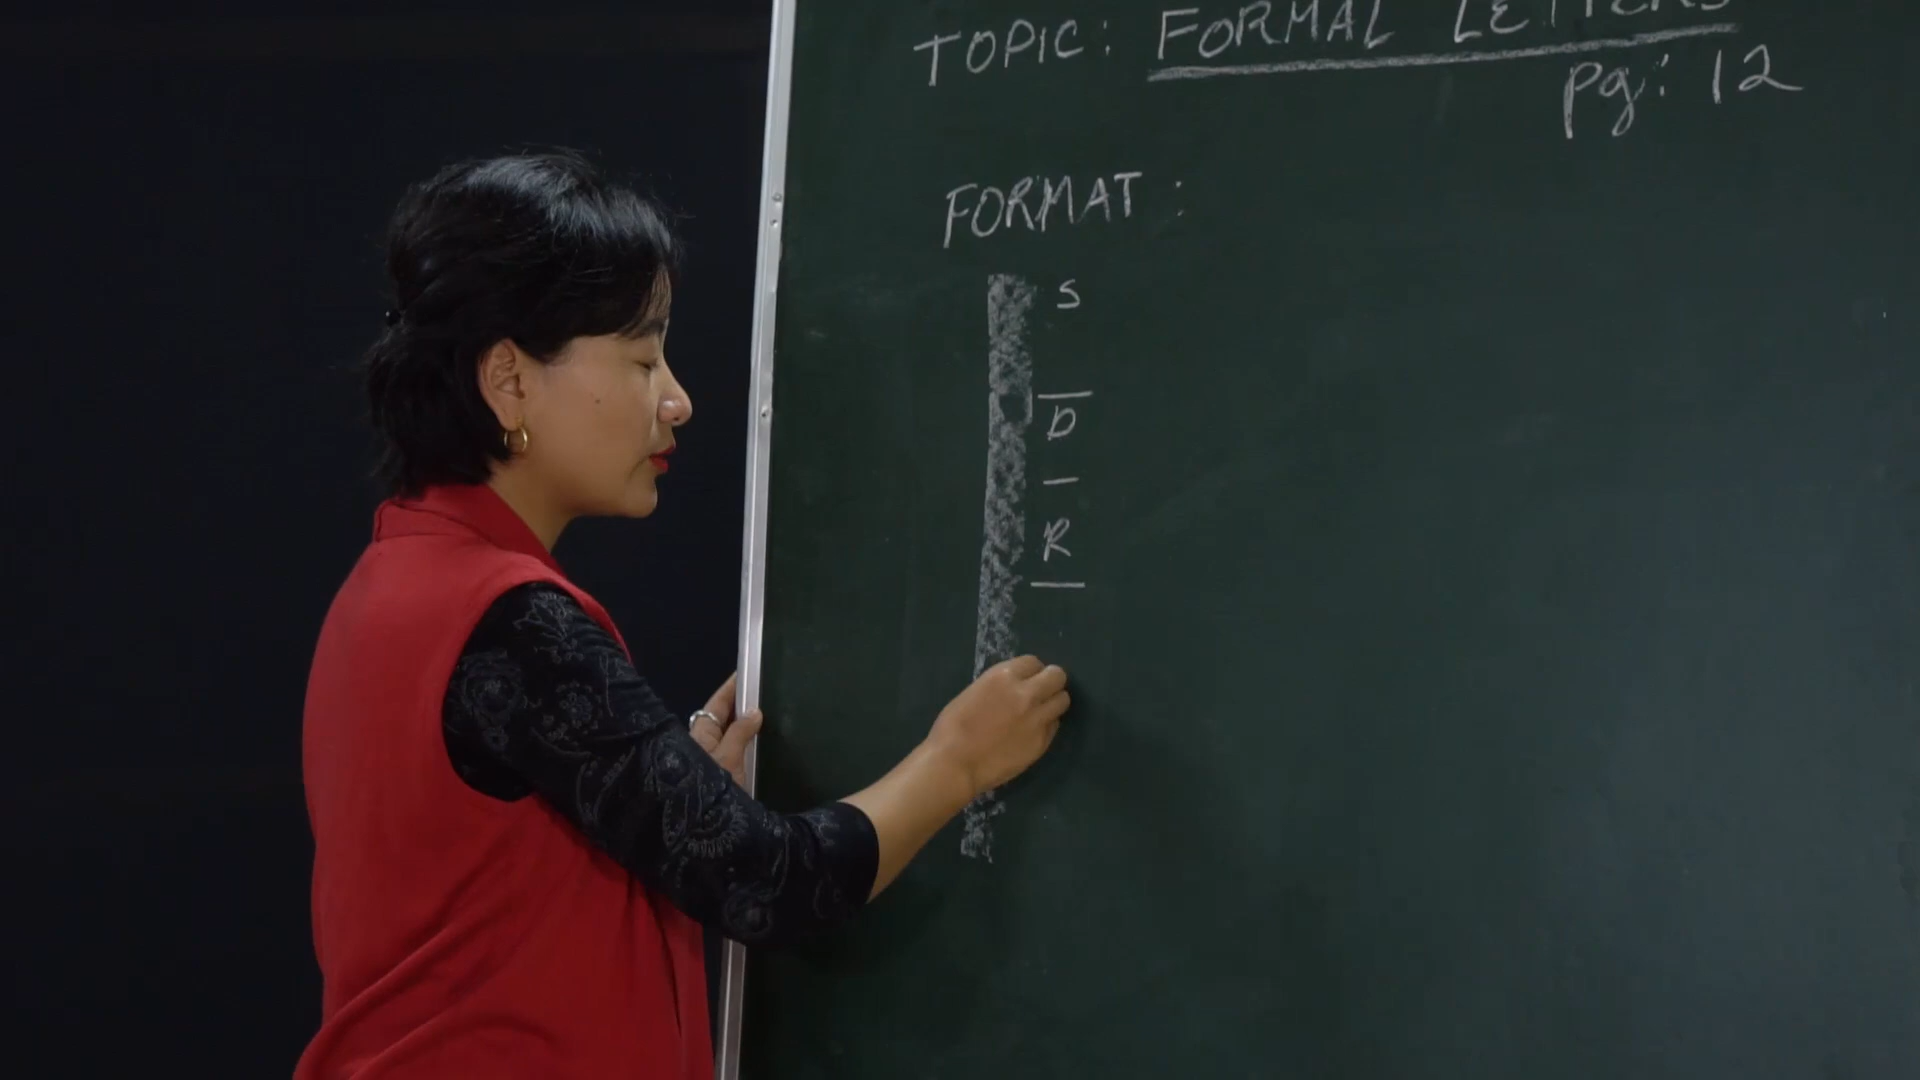 TOPIC: FORMAL LETTERS
pg: 12
FORMAT:
S
D
R